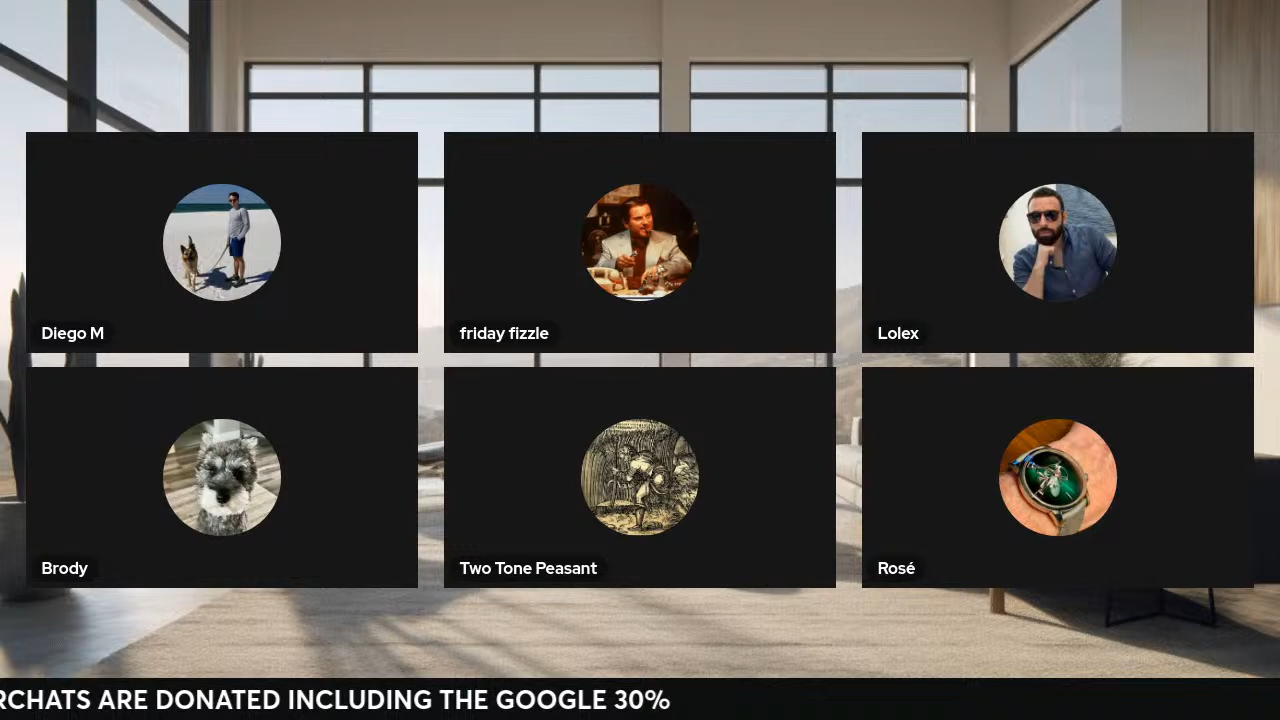 Diego M
friday fizzle
Lolex
Brody
Two Tone Peasant
Rosé
RCHATS ARE DONATED INCLUDING THE GOOGLE 30%